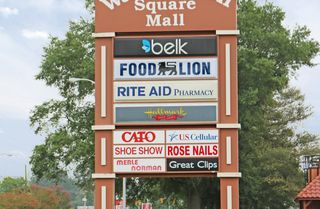 Square
Mall
belk
FOOD LION
RITE AID PHARMACY
Hallmark
CATO
U.S. Cellular
SHOE SHOW
ROSE NAILS
MERLE NORMAN
Great Clips